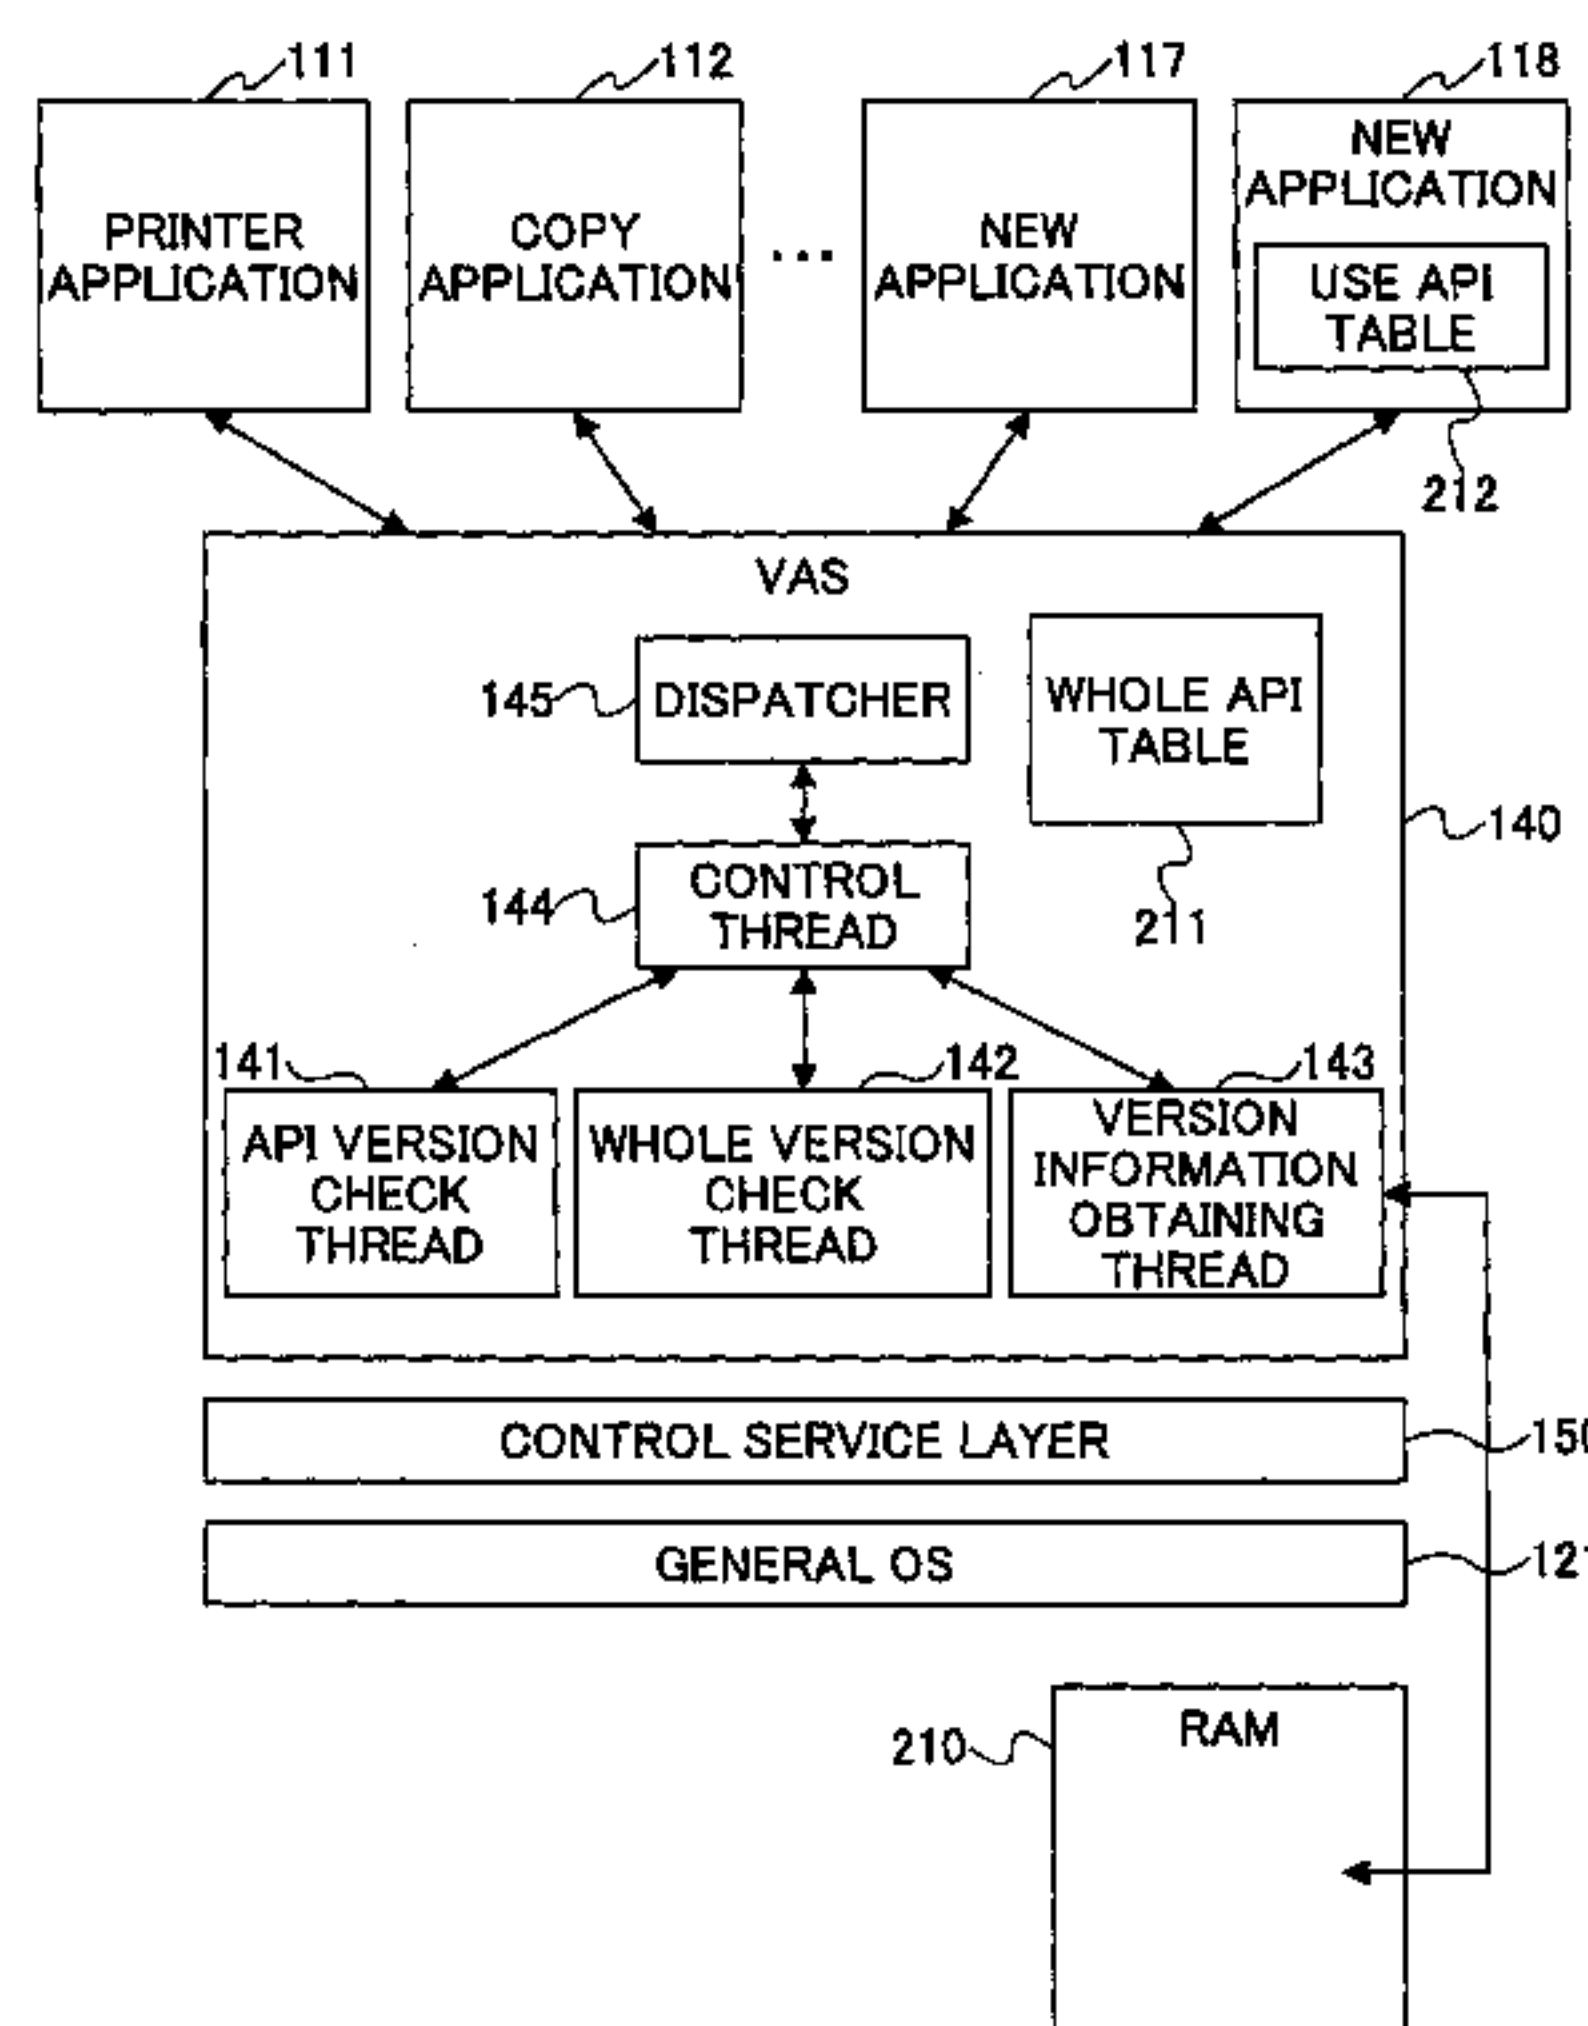 111
112
117
118
PRINTER
APPLICATION
COPY
APPLICATION
...
NEW
APPLICATION
NEW
APPLICATION
USE API
TABLE
212
VAS
145
DISPATCHER
WHOLE API
TABLE
140
144
CONTROL
THREAD
211
141
142
143
API VERSION
CHECK
THREAD
WHOLE VERSION
CHECK
THREAD
VERSION
INFORMATION
OBTAINING
THREAD
CONTROL SERVICE LAYER
150
GENERAL OS
121
210
RAM